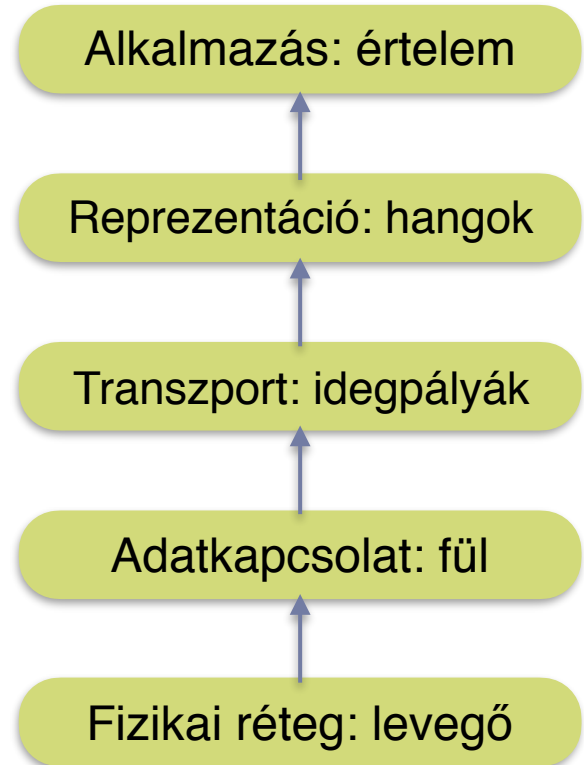 Alkalmazás: értelem
Reprezentáció: hangok
Transzport: idegpályák
Adatkapcsolat: fül
Fizikai réteg: levegő